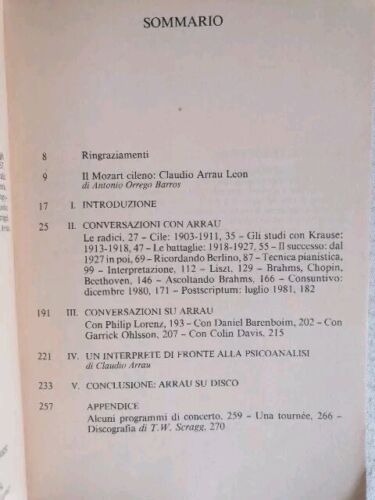 SOMMARIO
8 Ringraziamenti
9 Il Mozart cileno: Claudio Arrau Leon
di Antonio Orrego Barros
17 I. INTRODUZIONE
25 II. CONVERSAZIONI CON ARRAU
Le radici, 27 – Cile: 1903-1911, 35 – Gli studi con Krause:
1913-1918, 47 – Le battaglie: 1918-1927, 55 – Il successo: dal
1927 in poi, 69 – Ricordando Berlino, 87 – Tecnica pianistica,
99 – Interpretazione, 112 – Liszt, 129 – Brahms, Chopin,
Beethoven, 146 – Ascoltando Brahms, 166 – Consuntivo:
dicembre 1980, 171 – Postscriptum: luglio 1981, 182
191 III. CONVERSAZIONI SU ARRAU
Con Philip Lorenz, 193 – Con Daniel Barenboim, 202 – Con
Garrick Ohlsson, 207 – Con Colin Davis, 215
221 IV. UN INTERPRETE DI FRONTE ALLA PSICOANALISI
di Claudio Arrau
233 V. CONCLUSIONE: ARRAU SU DISCO
257 APPENDICE
Alcuni programmi di concerto, 259 – Una tournée, 266 –
Discografia di T.W. Scragg, 270